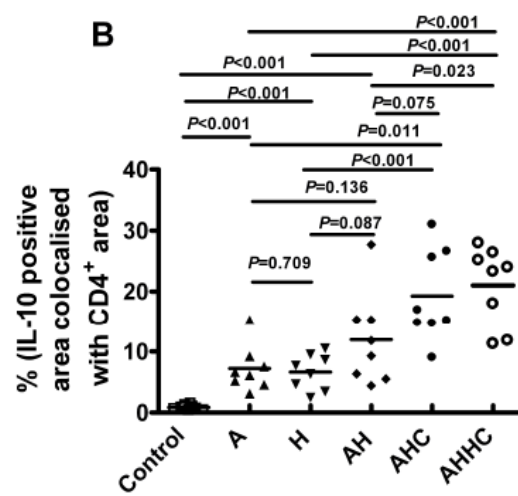 B
P<0.001
P<0.001
P<0.001
P=0.023
P<0.001
P=0.075
P<0.001
P=0.011
P<0.001
P=0.136
P=0.087
P=0.709
% (IL-10 positive
area colocalised
with CD4+ area)
40
30
20
10
0
Control
A
H
AH
AHC
AHHC